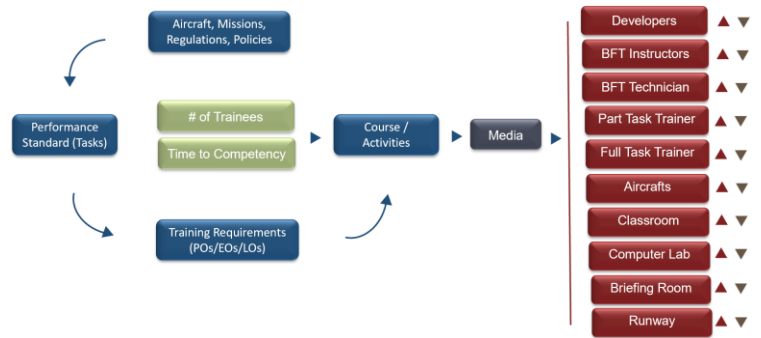 Aircraft, Missions,
Regulations, Policies
Performance
Standard (Tasks)
# of Trainees
Time to Competency
Training Requirements
(POs/EOs/LOs)
Course /
Activities
Media
Developers
BFT Instructors
BFT Technician
Part Task Trainer
Full Task Trainer
Aircrafts
Classroom
Computer Lab
Briefing Room
Runway